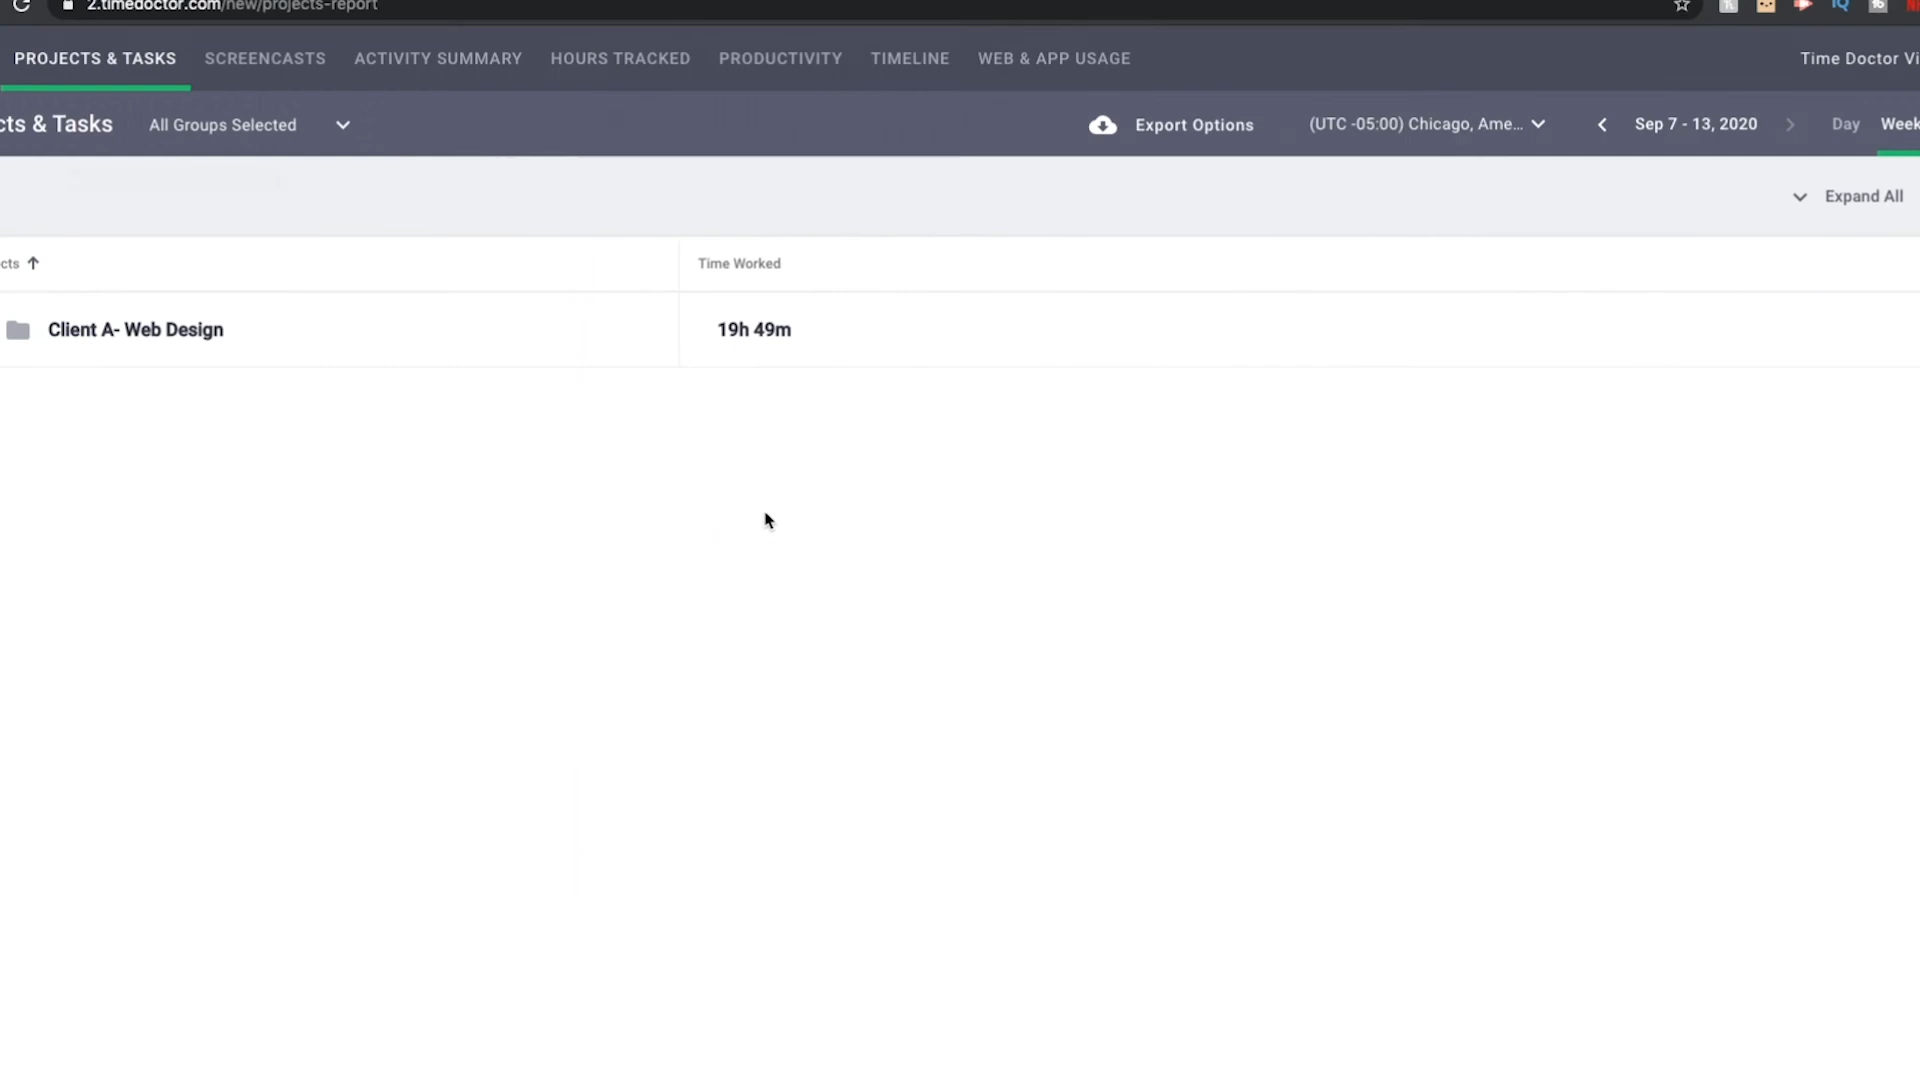 2.timedoctor.com/new/projects-report
PROJECTS & TASKS SCREENCASTS ACTIVITY SUMMARY HOURS TRACKED PRODUCTIVITY TIMELINE WEB & APP USAGE Time Doctor Vi
cts & Tasks All Groups Selected Export Options (UTC -05:00) Chicago, Ame... Sep 7 - 13, 2020 Day Week
Expand All
cts Time Worked
Client A- Web Design 19h 49m